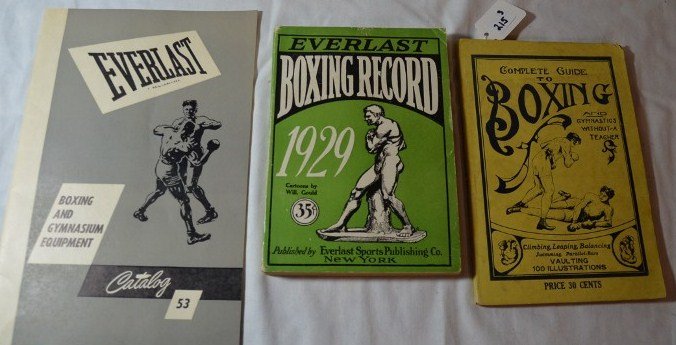 EVERLAST
BOXING
AND
GYMNASIUM
EQUIPMENT
Catalog
53
EVERLAST
BOXING RECORD
1929
Cartoons by
Will. Gould
35¢
Published by Everlast Sports Publishing Co.
NEW YORK
215
COMPLETE GUIDE
TO
BOXING
AND
GYMNASTICS
WITHOUT-A
TEACHER
Climbing, Leaping, Balancing
VAULTING
100 ILLUSTRATIONS
PRICE 30 CENTS